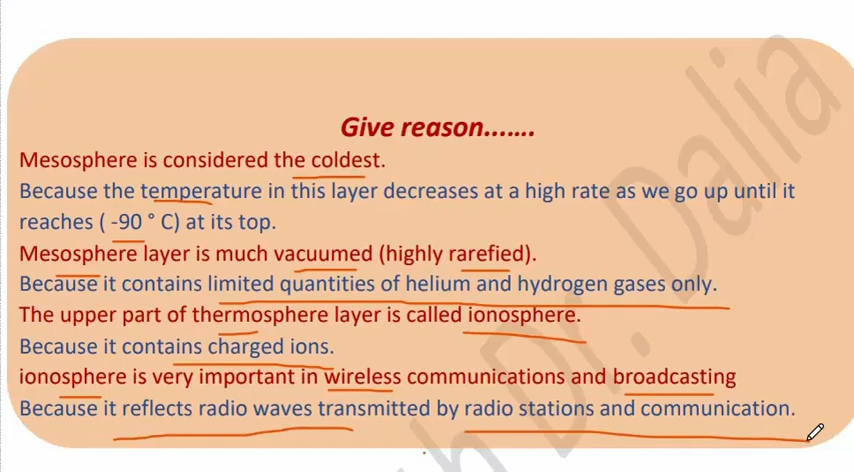 Give reason.......
Mesosphere is considered the coldest.
Because the temperature in this layer decreases at a high rate as we go up until it
reaches ( -90 ° C) at its top.
Mesosphere layer is much vacuumed (highly rarefied).
Because it contains limited quantities of helium and hydrogen gases only.
The upper part of thermosphere layer is called ionosphere.
Because it contains charged ions.
ionosphere is very important in wireless communications and broadcasting
Because it reflects radio waves transmitted by radio stations and communication.
Dr. Dalia